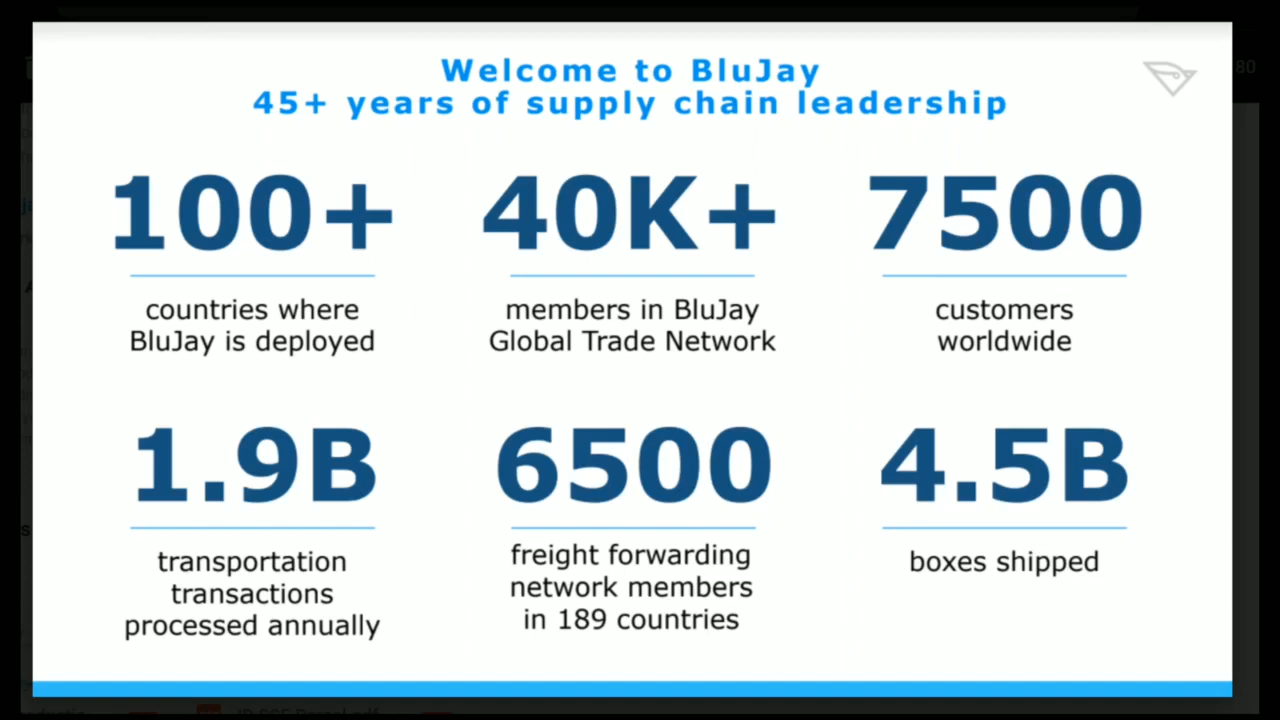 Welcome to BluJay
45+ years of supply chain leadership
100+
countries where
BluJay is deployed
40K+
members in BluJay
Global Trade Network
7500
customers
worldwide
1.9B
transportation
transactions
processed annually
6500
freight forwarding
network members
in 189 countries
4.5B
boxes shipped
80